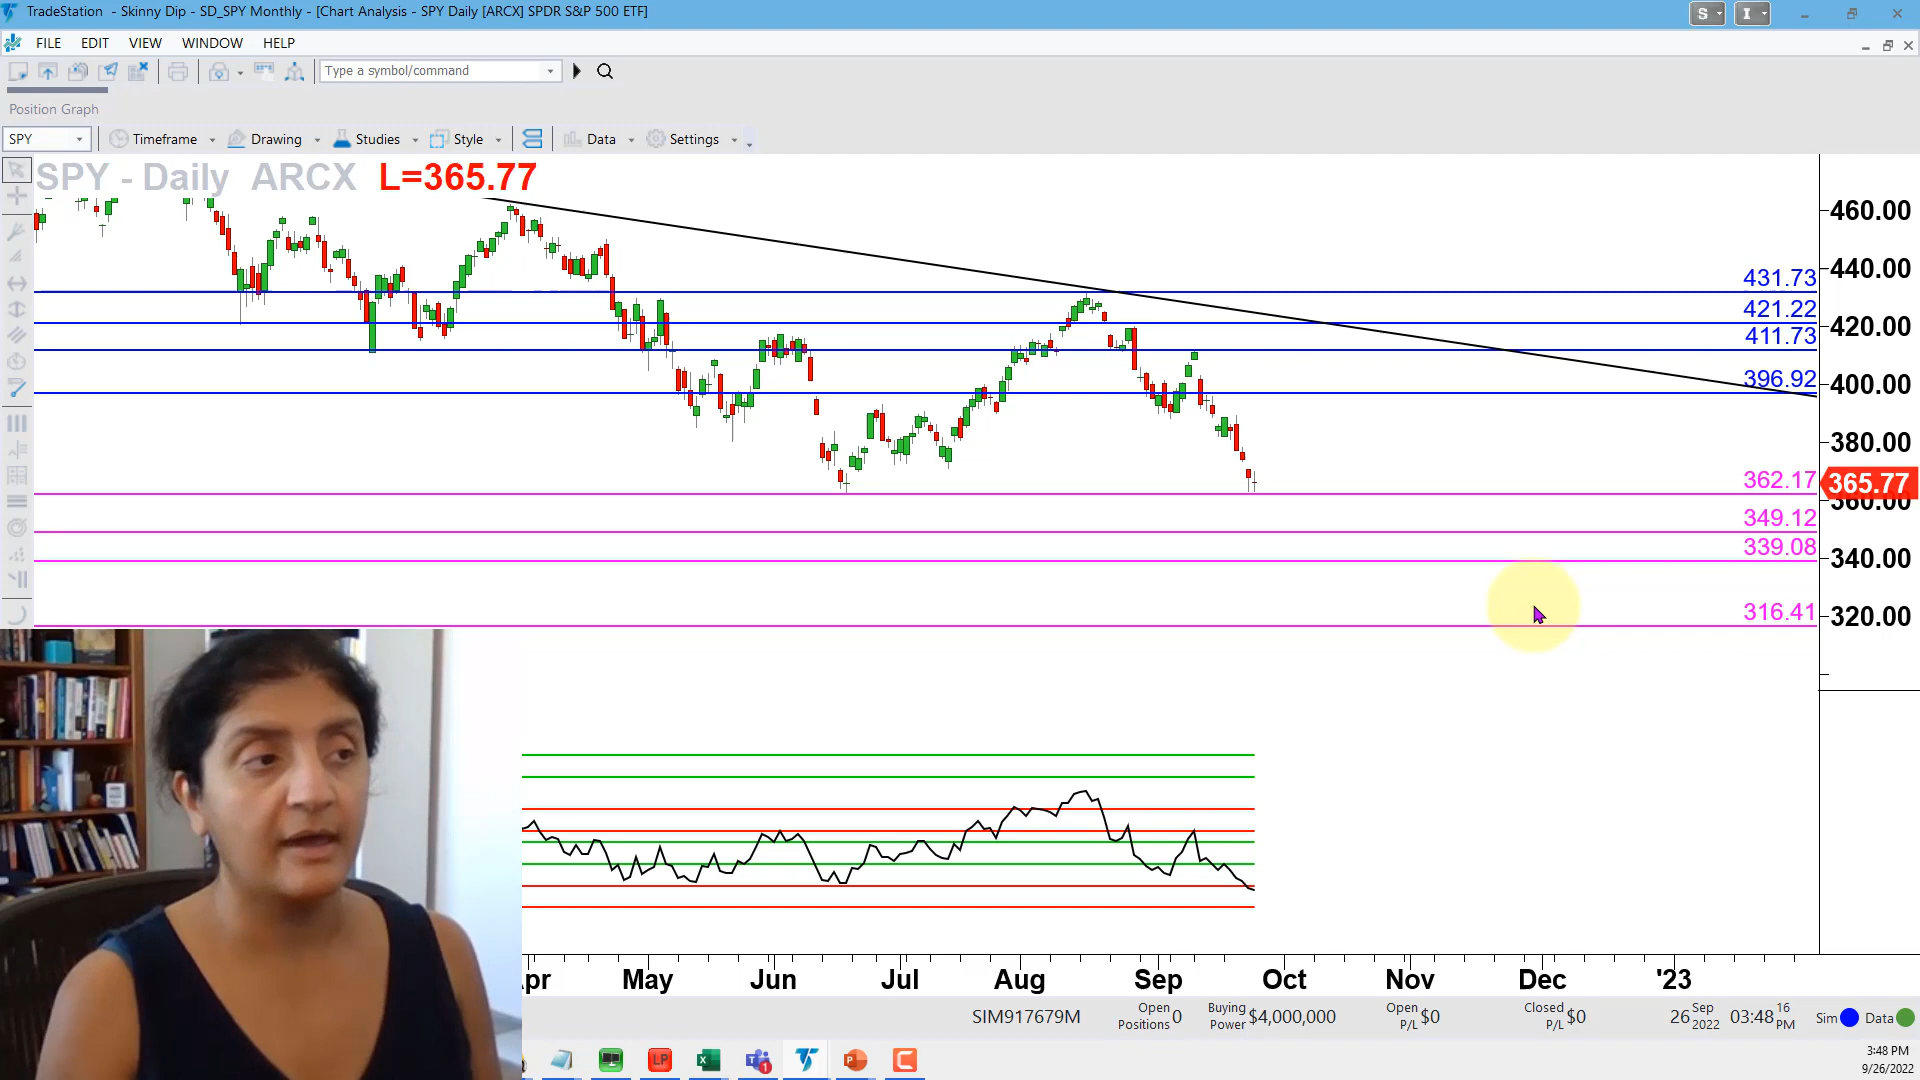 TradeStation - Skinny Dip - SD_SPY Monthly - [Chart Analysis - SPY Daily [ARCX] SPDR S&P 500 ETF]
S
I
FILE EDIT VIEW WINDOW HELP
Type a symbol/command
Position Graph
SPY Timeframe Drawing Studies Style Data Settings
SPY - Daily ARCX L=365.77
460.00
440.00
431.73
421.22
420.00
411.73
396.92
400.00
380.00
362.17
365.77
360.00
349.12
339.08
340.00
316.41
320.00
pr May Jun Jul Aug Sep Oct Nov Dec '23
SIM917679M
Open Positions 0
Buying Power $4,000,000
Open P/L $0
Closed P/L $0
26 Sep 2022 03:48 16 PM
Sim
Data
LP
1
3:48 PM
9/26/2022